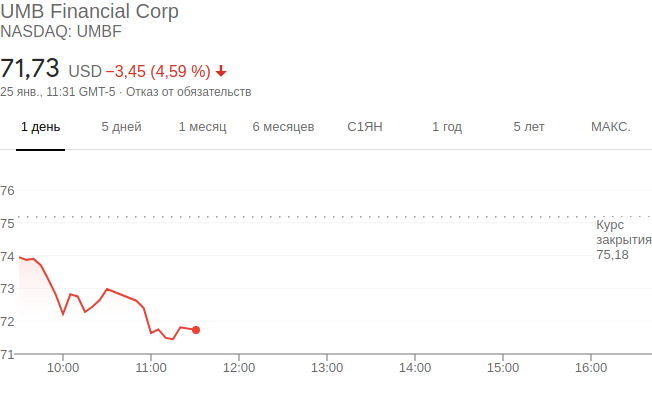 UMB Financial Corp
NASDAQ: UMBF
71,73 USD −3,45 (4,59 %)
25 янв., 11:31 GMT-5 · Отказ от обязательств
1 день 5 дней 1 месяц 6 месяцев С1ЯН 1 год 5 лет МАКС.
76
75
74
73
72
71
Курс
закрытия
75,18
10:00 11:00 12:00 13:00 14:00 15:00 16:00